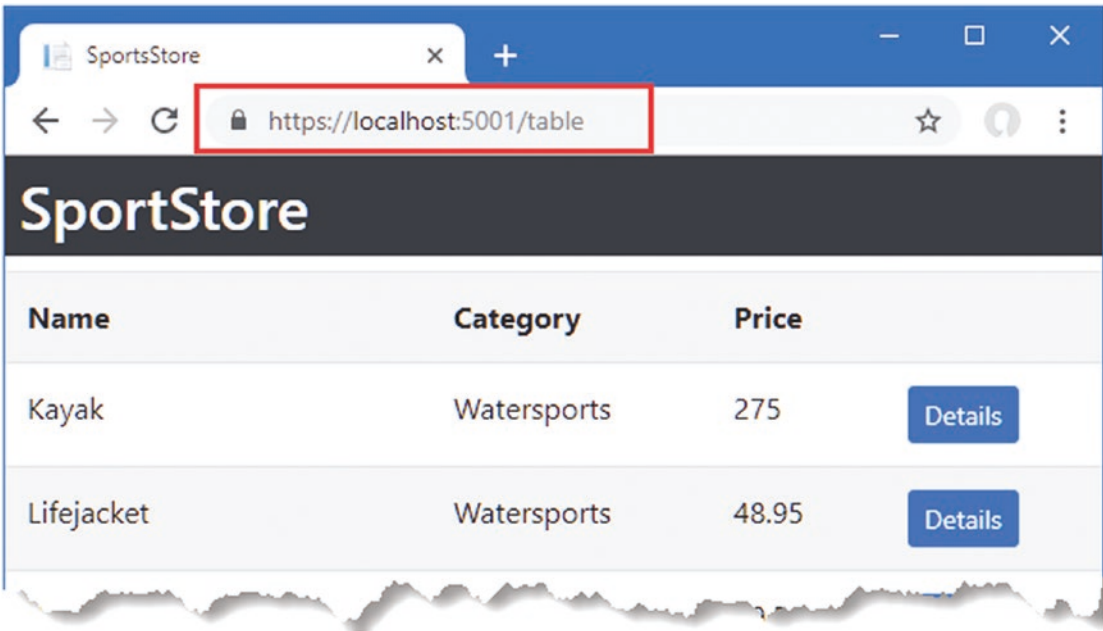 SportsStore
https://localhost:5001/table
SportStore
Name Category Price
Kayak Watersports 275 Details
Lifejacket Watersports 48.95 Details